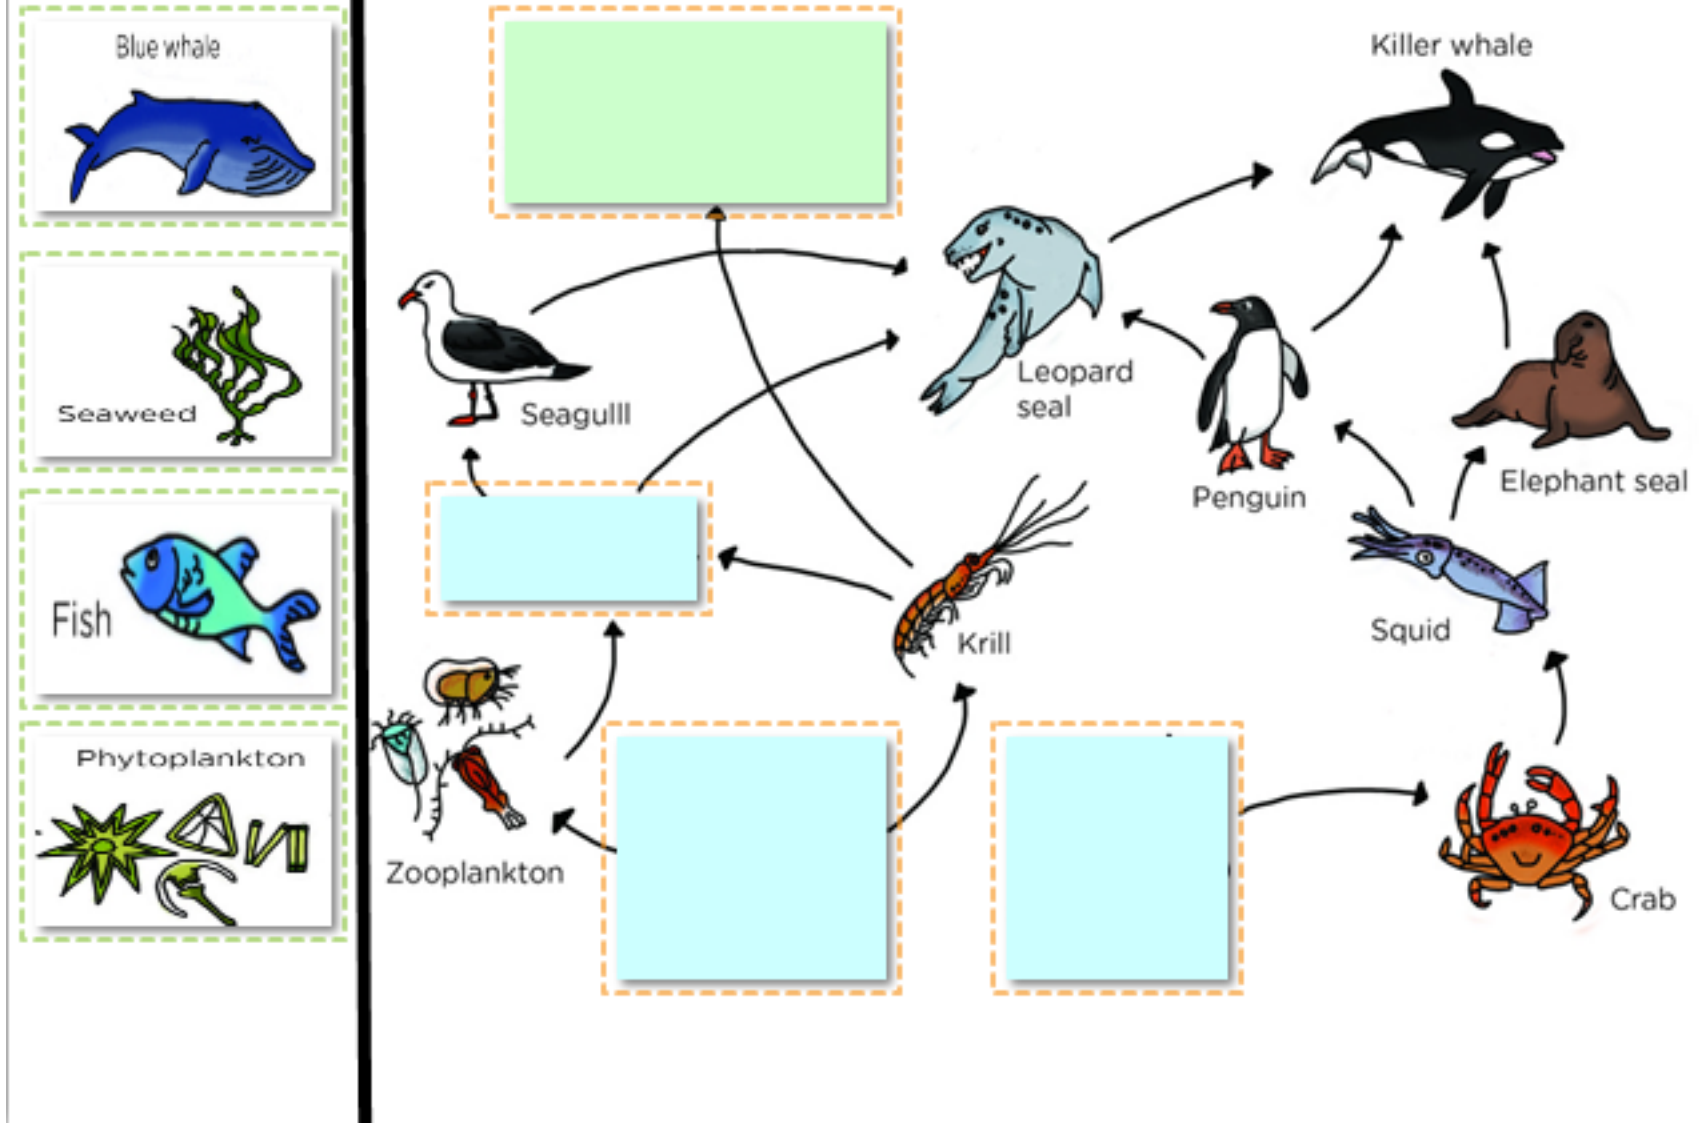 Blue whale
Seaweed
Fish
Phytoplankton
Killer whale
Seagulll
Leopard
seal
Penguin
Elephant seal
Krill
Squid
Zooplankton
Crab